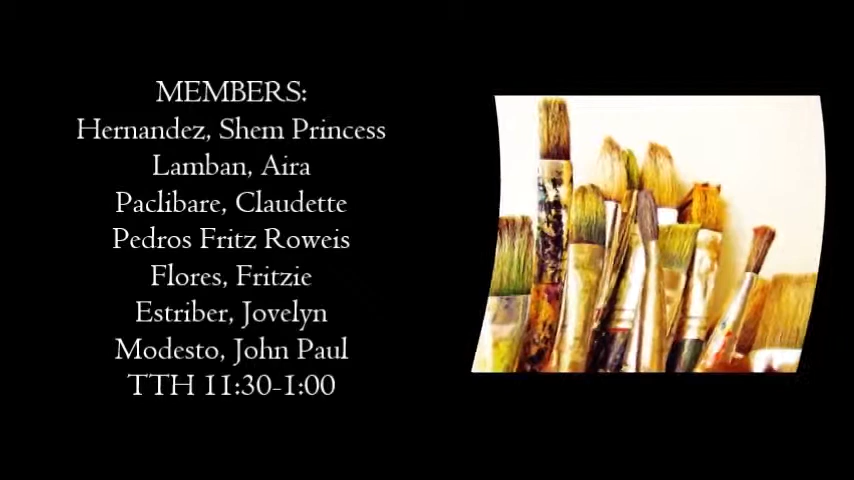 MEMBERS:
Hernandez, Shem Princess
Lamban, Aira
Paclibare, Claudette
Pedros Fritz Roweis
Flores, Fritzie
Estriber, Jovelyn
Modesto, John Paul
TTH 11:30-1:00